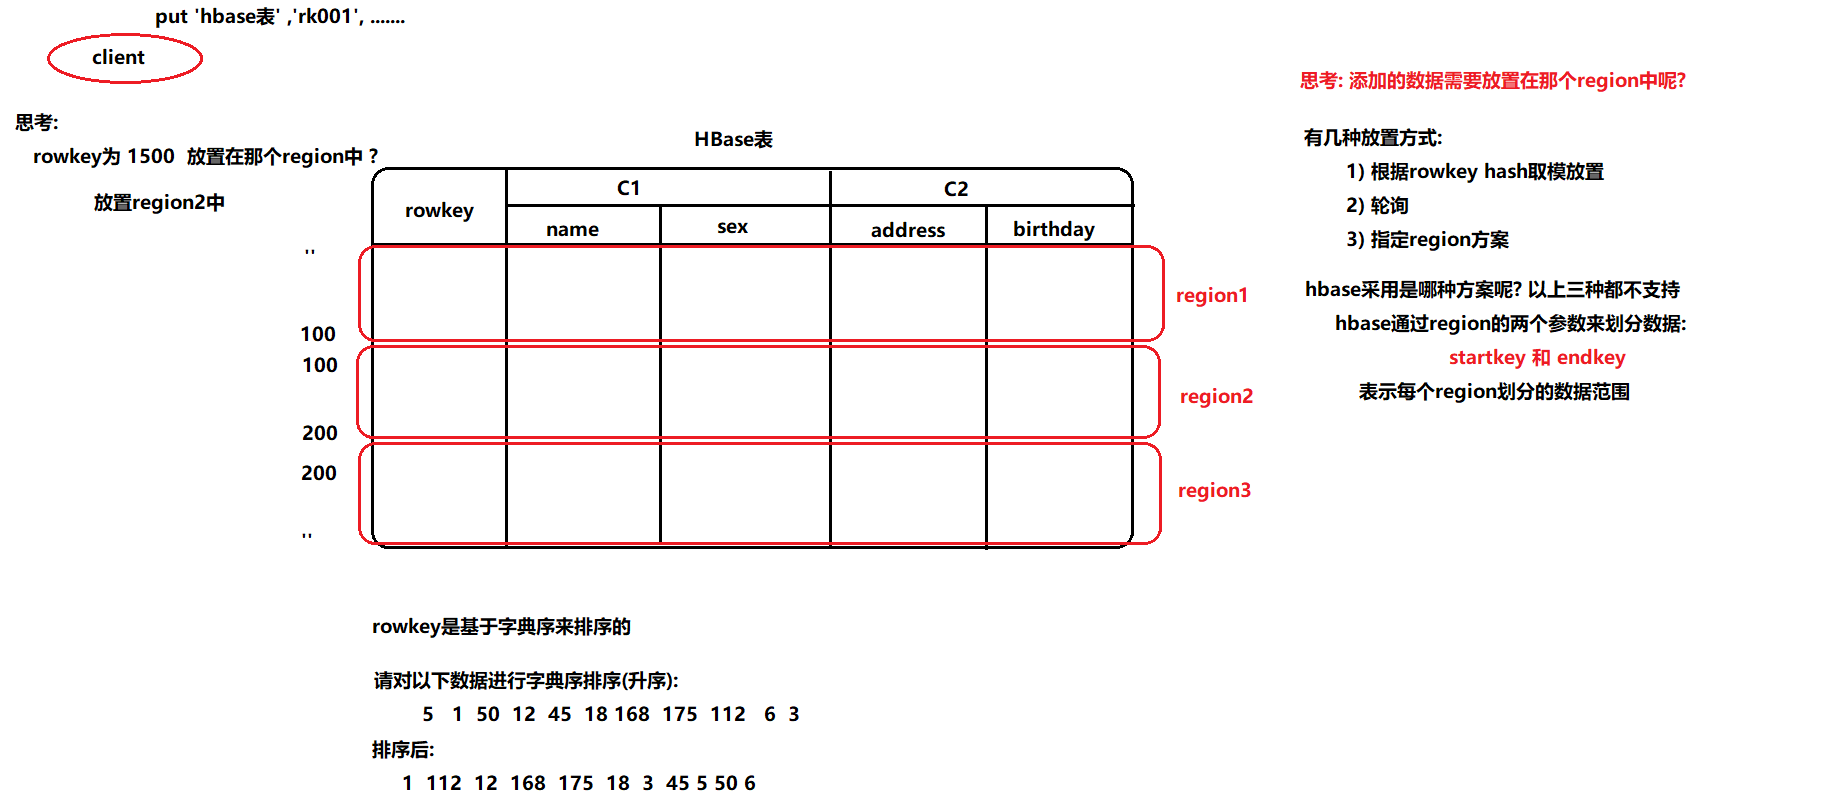 put 'hbase表' ,'rk001', .......
client
思考:
rowkey为 1500  放置在那个region中 ?
放置region2中
HBase表
rowkey
C1
C2
name
sex
address
birthday
''
100
region1
100
200
region2
200
''
region3
rowkey是基于字典序来排序的
请对以下数据进行字典序排序(升序):
5 1 50 12 45 18 168 175 112 6 3
排序后:
1 112 12 168 175 18 3 45 5 50 6
思考: 添加的数据需要放置在那个region中呢?
有几种放置方式:
1) 根据rowkey hash取模放置
2) 轮询
3) 指定region方案
hbase采用是哪种方案呢? 以上三种都不支持
hbase通过region的两个参数来划分数据:
startkey 和 endkey
表示每个region划分的数据范围